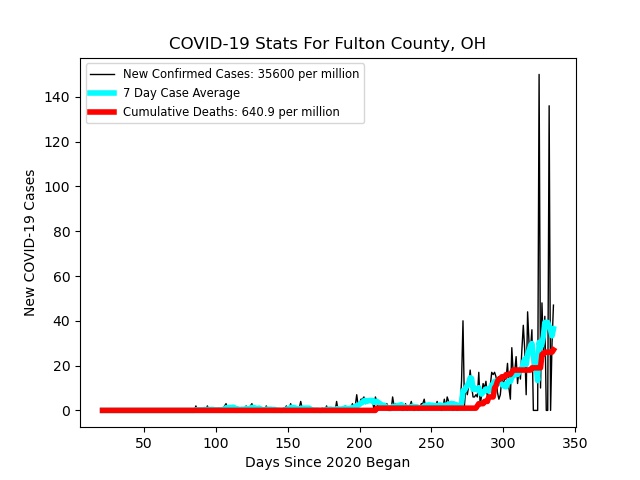 COVID-19 Stats For Fulton County, OH
New Confirmed Cases: 35600 per million
7 Day Case Average
Cumulative Deaths: 640.9 per million
New COVID-19 Cases
140
120
100
80
60
40
20
0
50 100 150 200 250 300 350
Days Since 2020 Began